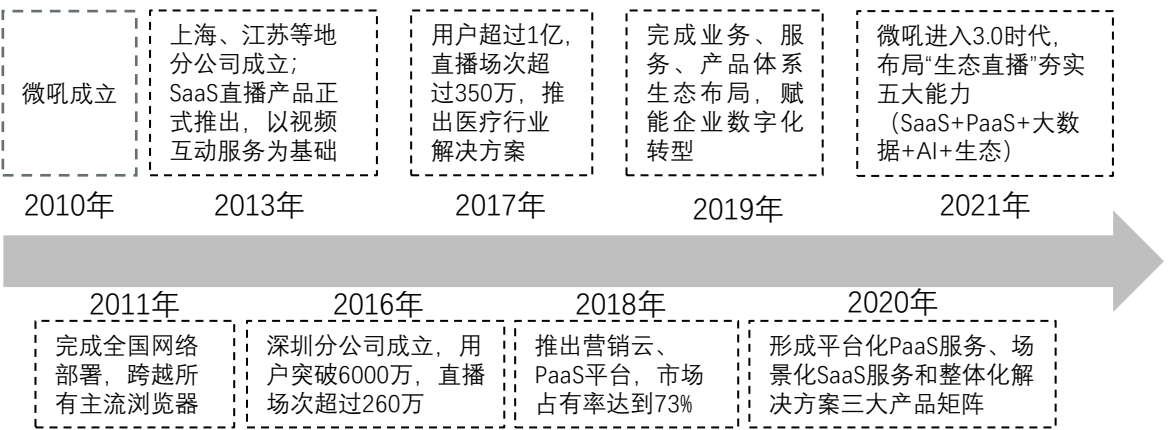 微吼成立
上海、江苏等地
分公司成立；
SaaS直播产品正
式推出，以视频
互动服务为基础
用户超过1亿，
直播场次超
过350万，推
出医疗行业
解决方案
完成业务、服
务、产品体系
生态布局，赋
能企业数字化
转型
微吼进入3.0时代，
布局“生态直播”夯实
五大能力
（SaaS+PaaS+大数
据+AI+生态）
2010年
2013年
2017年
2019年
2021年
2011年
2016年
2018年
2020年
完成全国网络
部署，跨越所
有主流浏览器
深圳分公司成立，用
户突破6000万，直播
场次超过260万
推出营销云、
PaaS平台，市场
占有率达到73%
形成平台化PaaS服务、场
景化SaaS服务和整体化解
决方案三大产品矩阵